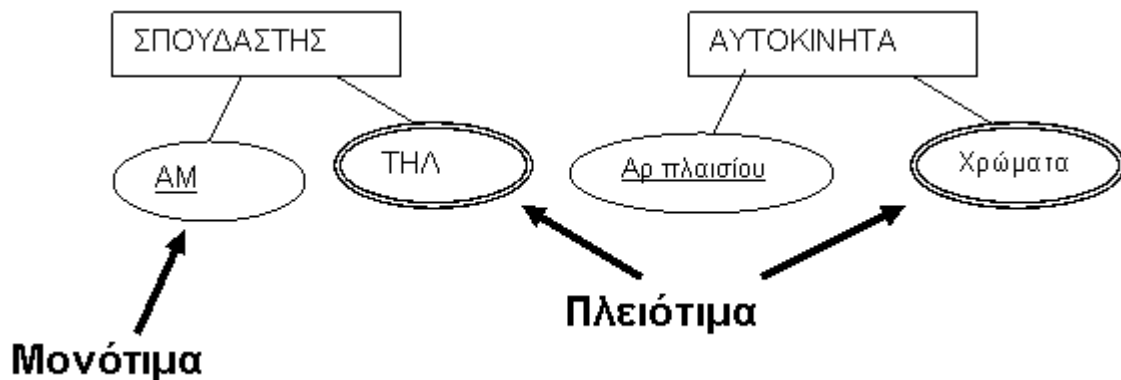 ΣΠΟΥΔΑΣΤΗΣ
ΑΥΤΟΚΙΝΗΤΑ
ΑΜ
ΤΗΛ
Αρ πλαισίου
Χρώματα
Πλειότιμα
Μονότιμα